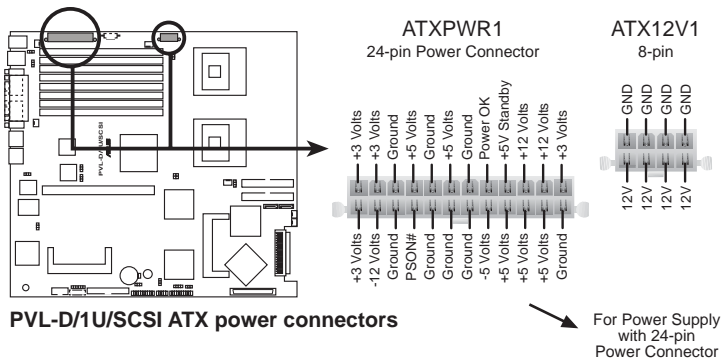 ATXPWR1
24-pin Power Connector
ATX12V1
8-pin
+3 Volts
+3 Volts
Ground
+5 Volts
Ground
+5 Volts
Ground
Power OK
+5V Standby
+12 Volts
+12 Volts
+3 Volts
+3 Volts
-12 Volts
Ground
PSON#
Ground
Ground
Ground
-5 Volts
+5 Volts
+5 Volts
+5 Volts
Ground
GND
GND
GND
GND
12V
12V
12V
12V
PVL-D/1U/SCSI
PVL-D/1U/SCSI ATX power connectors
For Power Supply
with 24-pin
Power Connector